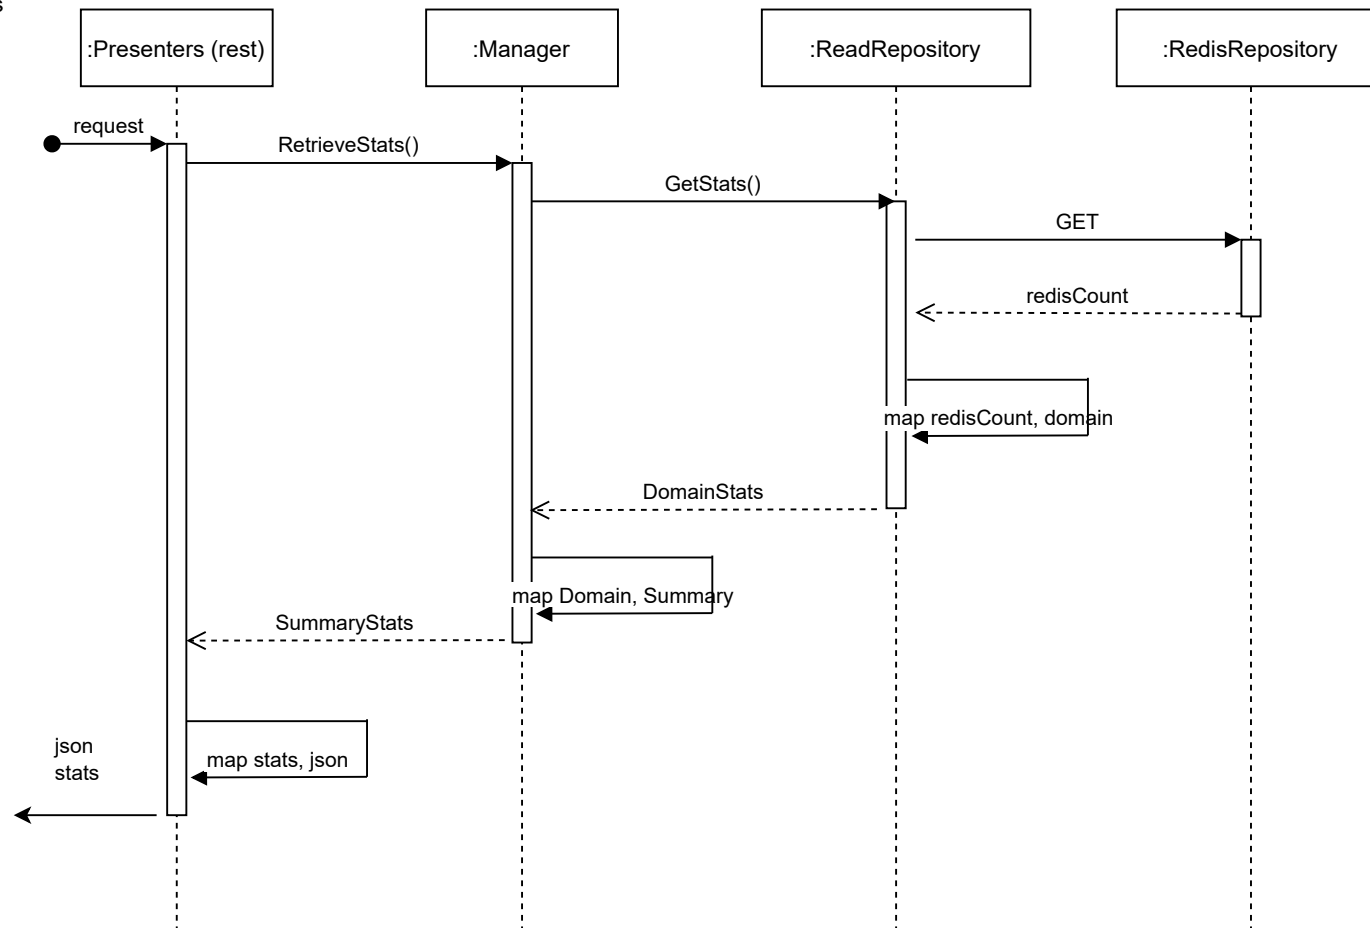 s
:Presenters (rest)
:Manager
:ReadRepository
:RedisRepository
request
RetrieveStats()
GetStats()
GET
redisCount
map redisCount, domain
DomainStats
map Domain, Summary
SummaryStats
json
stats
map stats, json